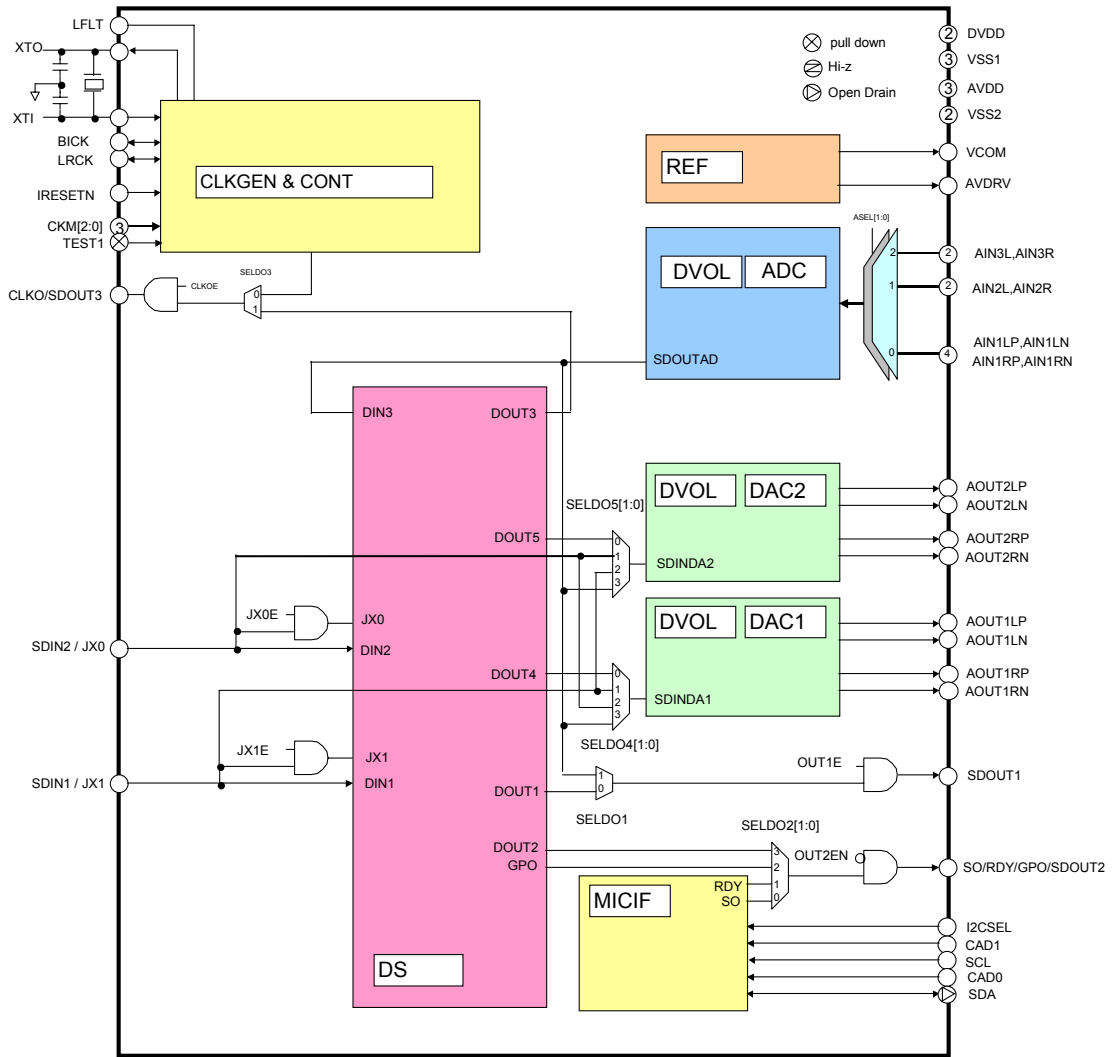 LFLT
XTO
XTI
BICK
LRCK
IRESETN
CKM[2:0]
3
TEST1
CLKGEN & CONT
pull down
Hi-z
Open Drain
2
DVDD
3
VSS1
3
AVDD
2
VSS2
REF
VCOM
AVDRV
ASEL[1:0]
DVOL
ADC
SDOUTAD
2
1
0
2
AIN3L,AIN3R
2
AIN2L,AIN2R
4
AIN1LP,AIN1LN
AIN1RP,AIN1RN
CLKO/SDOUT3
CLKOE
SELDO3
0
1
DIN3
DOUT3
DOUT5
SELDO5[1:0]
0
1
2
3
DVOL
DAC2
SDINDA2
AOUT2LP
AOUT2LN
AOUT2RP
AOUT2RN
JX0E
JX0
SDIN2 / JX0
DIN2
DOUT4
0
1
2
3
SELDO4[1:0]
DVOL
DAC1
SDINDA1
AOUT1LP
AOUT1LN
AOUT1RP
AOUT1RN
JX1E
JX1
SDIN1 / JX1
DIN1
DOUT1
1
0
SELDO1
OUT1E
SDOUT1
DOUT2
GPO
SELDO2[1:0]
3
2
1
0
OUT2EN
SO/RDY/GPO/SDOUT2
RDY
SO
MICIF
I2CSEL
CAD1
SCL
CAD0
SDA
DS